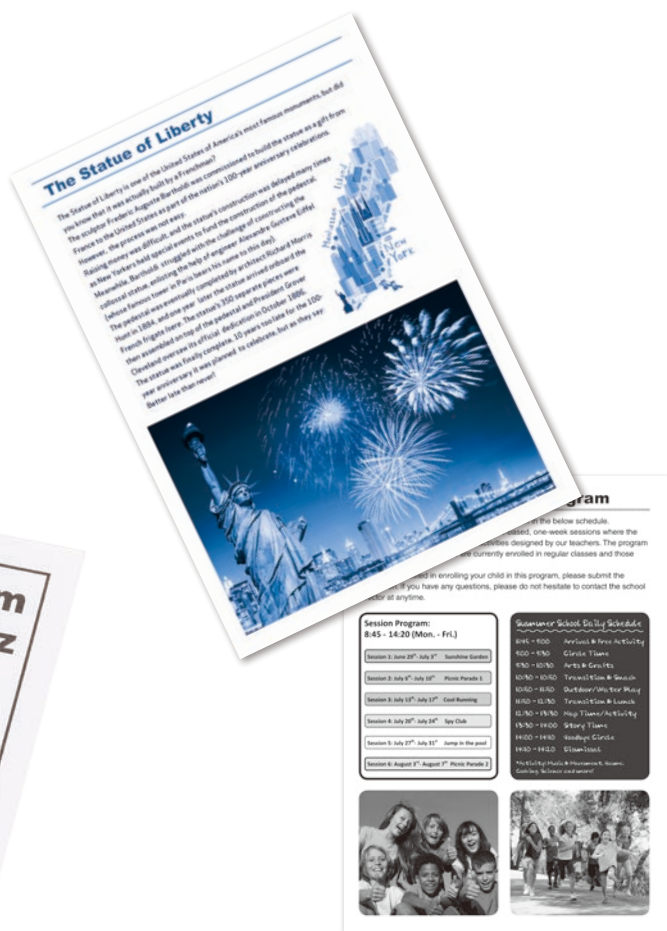 The Statue of Liberty
The Statue of Liberty is one of the United States of America's most famous monuments, but did
you know that it was actually built by a Frenchman?
The sculptor Frederic Auguste Bartholdi was commissioned to build the statue as a gift from
France to the United States as part of the nation's 100-year anniversary celebrations.
However, the process was not easy.
Raising money was difficult, and the statue's construction was delayed many times
as New Yorkers held special events to fund the construction of the pedestal.
Meanwhile, Bartholdi struggled with the challenge of constructing the
collossal statue, enlisting the help of engineer Alexandre Gustave Eiffel
(whose famous tower in Paris bears his name to this day).
The pedestal was eventually completed by architect Richard Morris
Hunt in 1884, and one year later the statue arrived onboard the
French frigate Isere. The statue's 350 separate pieces were
then assembled on top of the pedestal and President Grover
Cleveland oversaw its official dedication in October 1886.
The statue was finally complete, 10 years too late for the 100-
year anniversary it was planned to celebrate, but as they say:
Better late than never!
Manhattan Island
New
York
gram
in the below schedule.
based, one-week sessions where the
activities designed by our teachers. The program
are currently enrolled in regular classes and those
in enrolling your child in this program, please submit the
If you have any questions, please do not hesitate to contact the school
at anytime.
Session Program:
8:45 - 14:20 (Mon. - Fri.)
Session 1: June 29th- July 3rd Sunshine Garden
Session 2: July 6th- July 10th Picnic Parade 1
Session 3: July 13th- July 17th Cool Running
Session 4: July 20th- July 24th Spy Club
Session 5: July 27th- July 31st Jump in the pool
Session 6: August 3rd- August 7th Picnic Parade 2
Summer School Daily Schedule
8:45 - 9:00 Arrival & Free Activity
9:00 - 9:30 Circle Time
9:30 - 10:30 Arts & Crafts
10:30 - 10:50 Transition & Snack
10:50 - 11:50 Outdoor/Water Play
11:50 - 12:30 Transition & Lunch
12:30 - 13:30 Nap Time/Activity
13:30 - 14:00 Story Time
14:00 - 14:10 Goodbye Circle
14:10 - 14:20 Dismissal
*Activity: Music & Movement, Games,
Cooking, Science and more!
m
z